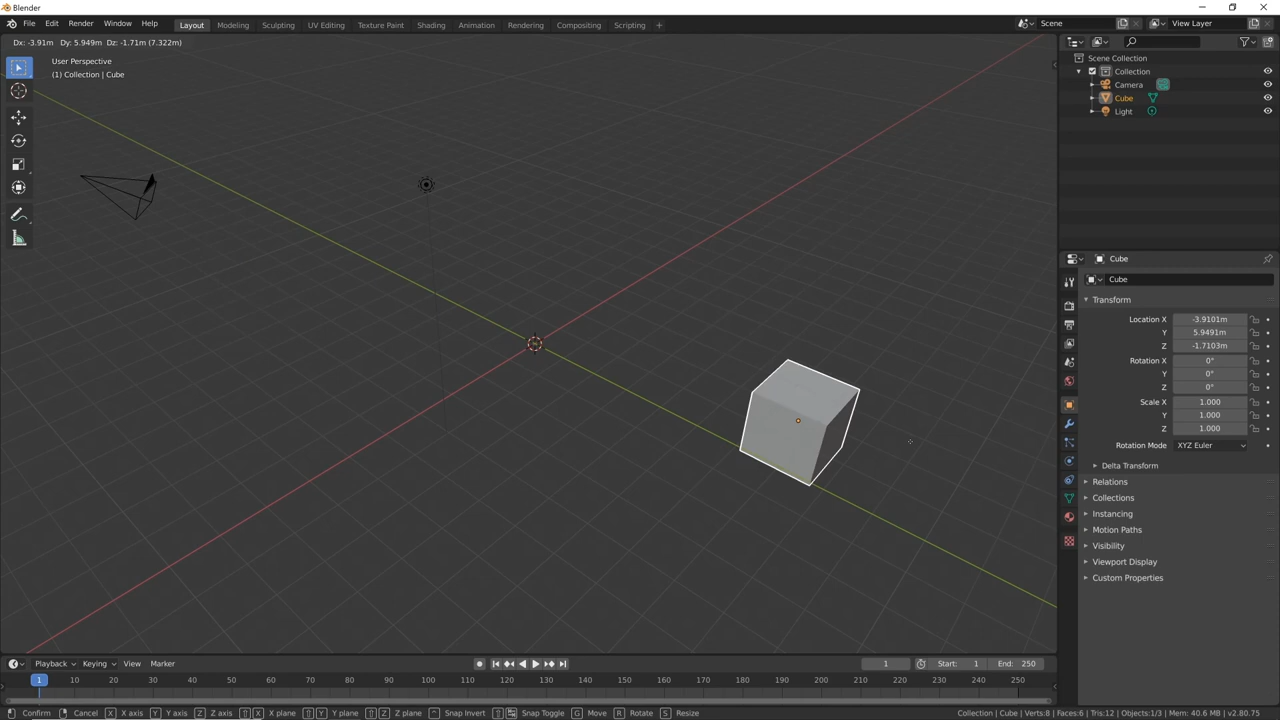 Blender
File Edit Render Window Help Layout Modeling Sculpting UV Editing Texture Paint Shading Animation Rendering Compositing Scripting + Scene View Layer
Dx: -3.91m Dy: 5.949m Dz: -1.71m (7.322m)
User Perspective
(1) Collection | Cube
Scene Collection
Collection
Camera
Cube
Light
Cube
Cube
Transform
Location X -3.9101m
Y 5.9491m
Z -1.7103m
Rotation X 0°
Y 0°
Z 0°
Scale X 1.000
Y 1.000
Z 1.000
Rotation Mode XYZ Euler
Delta Transform
Relations
Collections
Instancing
Motion Paths
Visibility
Viewport Display
Custom Properties
Playback Keying View Marker 1 Start: 1 End: 250
1 10 20 30 40 50 60 70 80 90 100 110 120 130 140 150 160 170 180 190 200 210 220 230 240 250
Confirm Cancel X X axis Y Y axis Z Z axis X X plane Y Y plane Z Z plane Snap Invert Snap Toggle G Move R Rotate S Resize Collection | Cube | Verts:8 | Faces:6 | Tris:12 | Objects:1/3 | Mem: 40.6 MB | v2.80.75